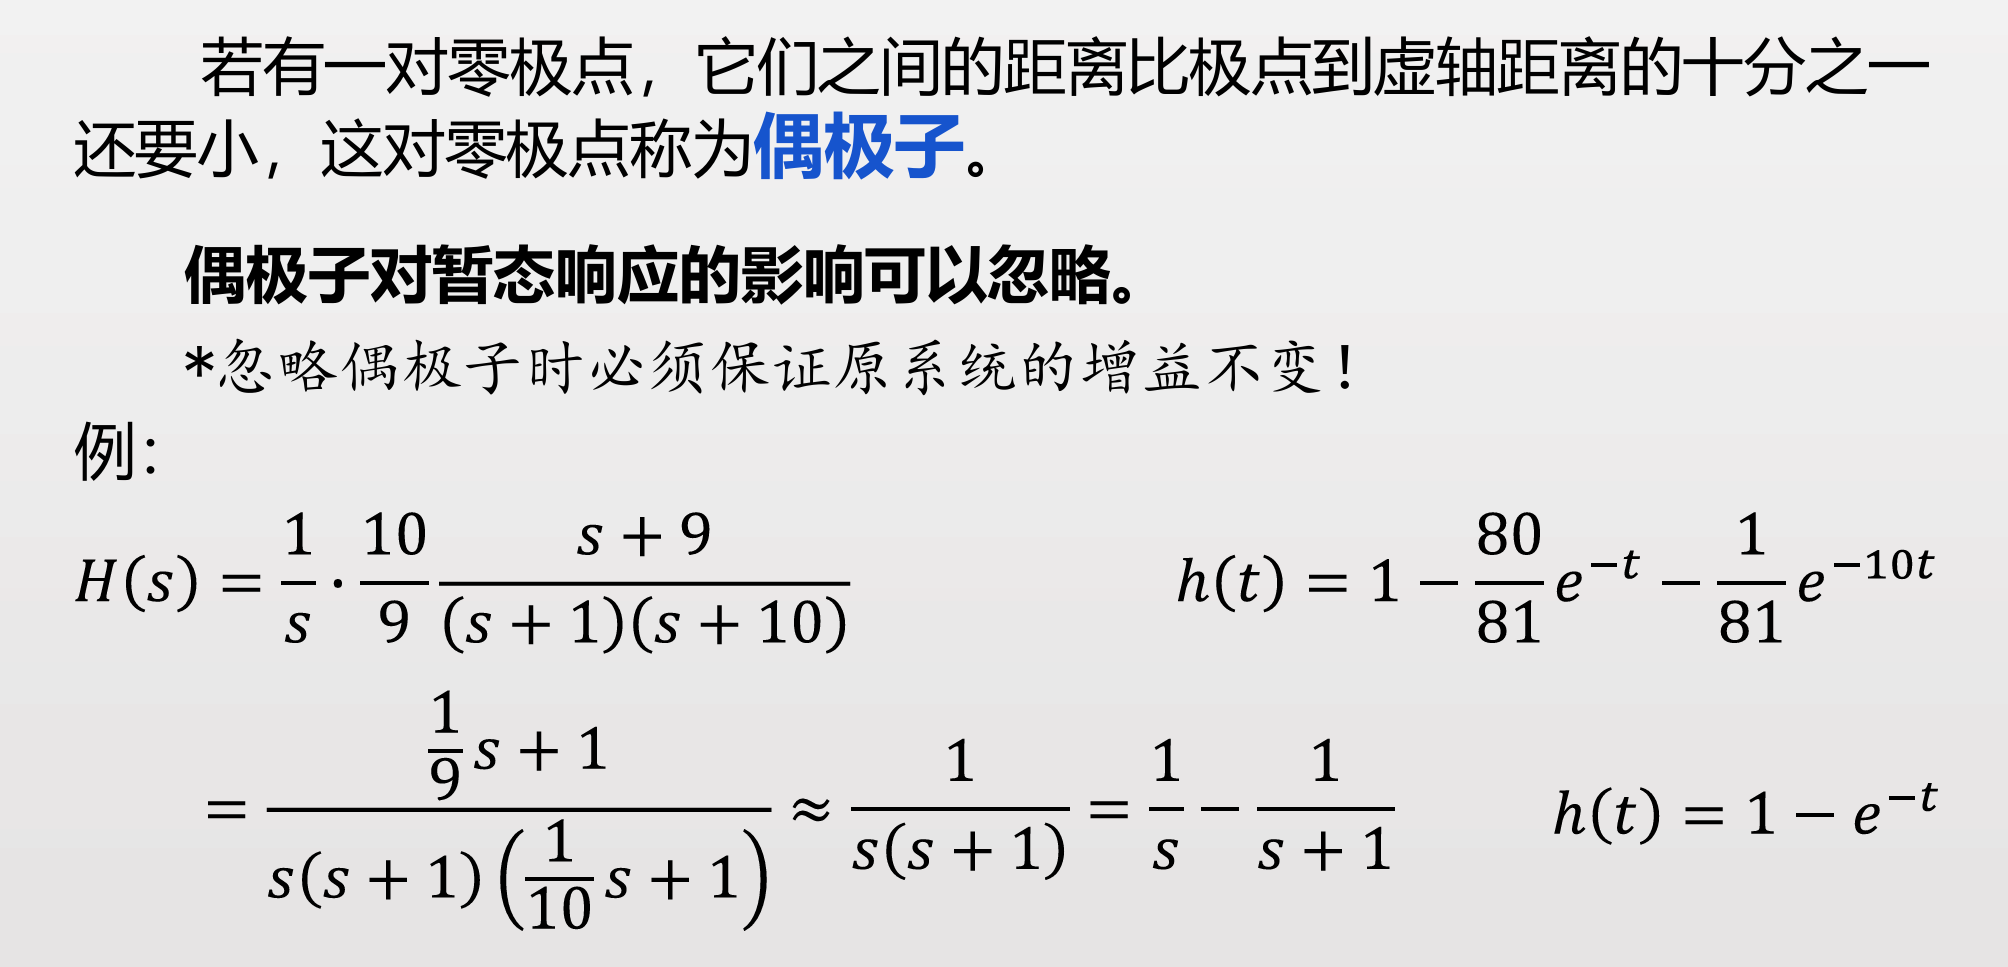 若有一对零极点，它们之间的距离比极点到虚轴距离的十分之一
还要小，这对零极点称为偶极子。
偶极子对暂态响应的影响可以忽略。
*忽略偶极子时必须保证原系统的增益不变！
例：
H(s) = \frac{1}{s} \cdot \frac{10}{9} \frac{s+9}{(s+1)(s+10)}    h(t) = 1 - \frac{80}{81} e^{-t} - \frac{1}{81} e^{-10t}
= \frac{\frac{1}{9}s+1}{s(s+1)\left(\frac{1}{10}s+1\right)} ≈ \frac{1}{s(s+1)} = \frac{1}{s} - \frac{1}{s+1}    h(t) = 1 - e^{-t}